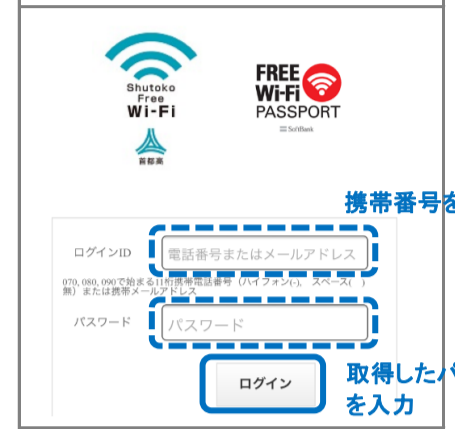 Shutoko
Free
Wi-Fi
首都高
FREE
Wi-Fi
PASSPORT
SoftBank
携帯番号を
ログインID
電話番号またはメールアドレス
070, 080, 090で始まる11桁携帯電話番号（ハイフォン(-)、スペース( )
無）または携帯メールアドレス
パスワード
パスワード
ログイン
取得したパ
を入力